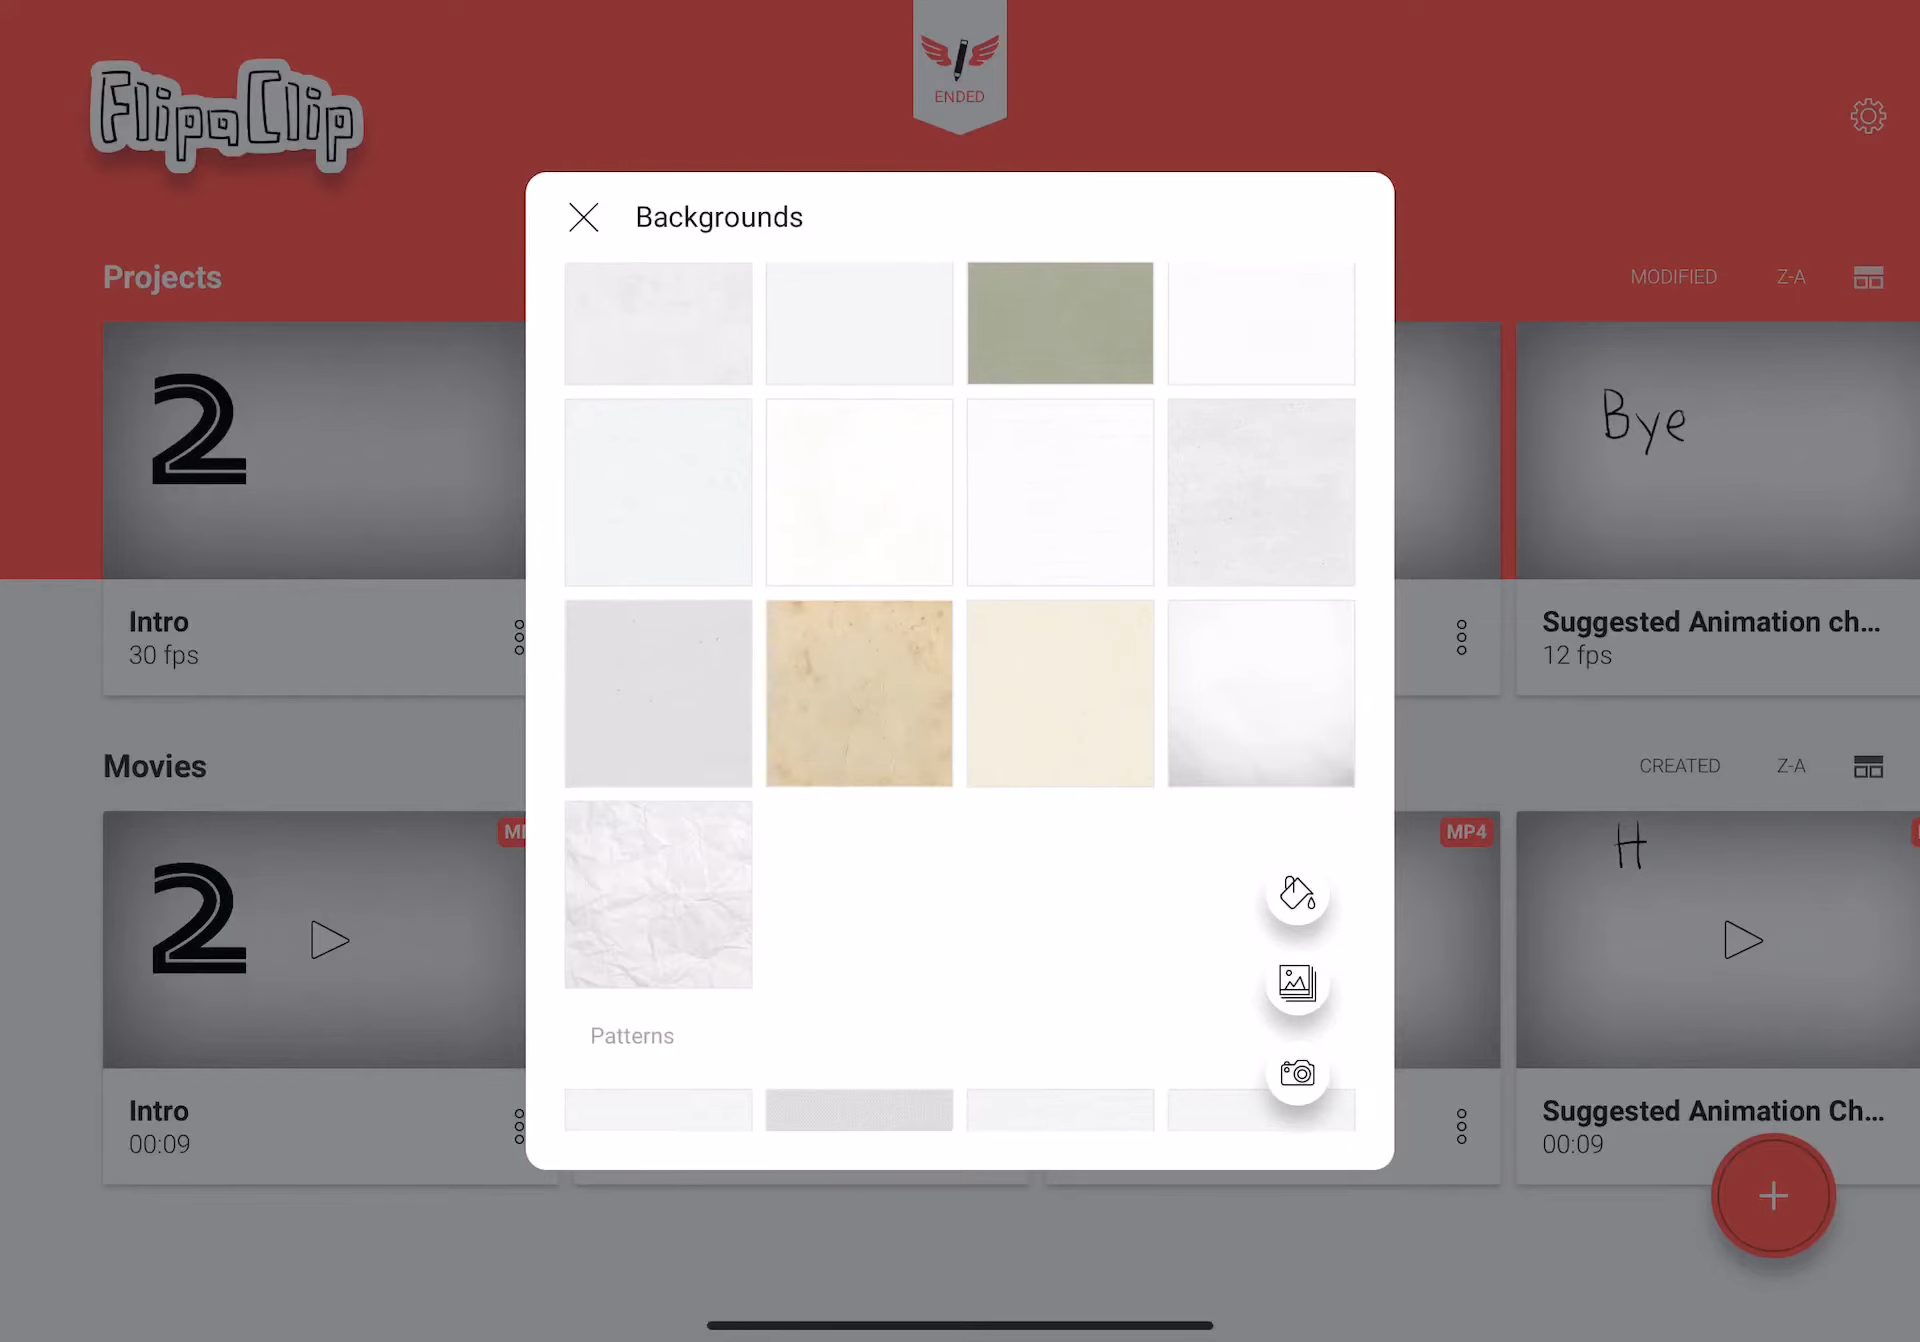 FlipaClip
ENDED
Backgrounds
Projects
MODIFIED Z-A
2
Bye
Intro
30 fps
Suggested Animation ch...
12 fps
Movies
CREATED Z-A
2
MP4
H
Patterns
Intro
00:09
Suggested Animation Ch...
00:09